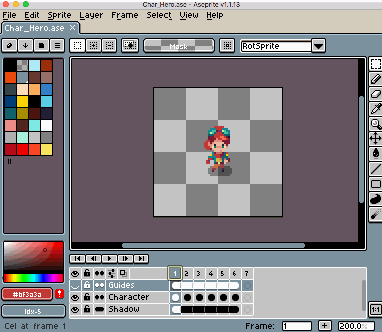 Char_Hero.ase - Aseprite v1.1.13
File Edit Sprite Layer Frame Select View Help
Char_Hero.ase
Mask RotSprite
1 2 3 4 5 6 7
Guides
Character
Shadow
#bf3a3a
Idx-5
Cel at frame 1 Frame: 1 200.0
1:1